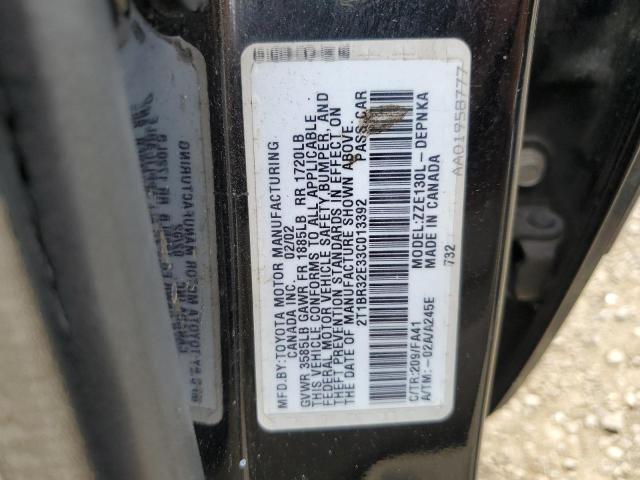 MFD.BY:TOYOTA MOTOR MANUFACTURING
CANADA INC. 02/02
GVWR 3585LB GAWR FR 1885LB RR 1720LB
THIS VEHICLE CONFORMS TO ALL APPLICABLE
FEDERAL MOTOR VEHICLE SAFETY, BUMPER, AND
THEFT PREVENTION STANDARDS IN EFFECT ON
THE DATE OF MANUFACTURE SHOWN ABOVE.
2T1BR32E33C013392 PASS.CAR
C/TR:209/FA41 MODEL:ZZE130L-DEPNKA
A/TM:-02A/A245E MADE IN CANADA
732
AA01958777